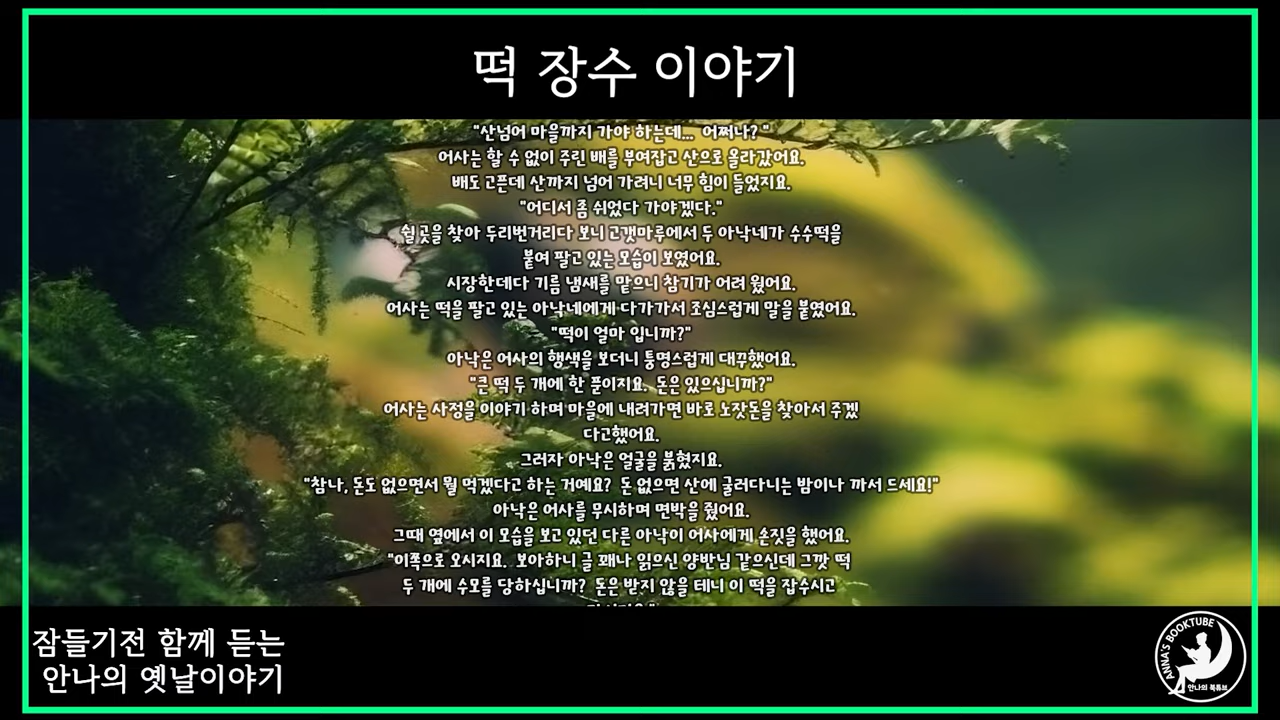 떡 장수 이야기
"산넘어 마을까지 가야 하는데... 어쩌나? "
어사는 할 수 없이 주린 배를 부여잡고 산으로 올라갔어요.
배도 고픈데 산까지 넘어 가려니 너무 힘이 들었지요.
"어디서 좀 쉬었다 가야겠다."
쉴 곳을 찾아 두리번거리다 보니 고갯마루에서 두 아낙네가 수수떡을
붙여 팔고 있는 모습이 보였어요.
시장한데다 기름 냄새를 맡으니 참기가 어려 웠어요.
어사는 떡을 팔고 있는 아낙네에게 다가가서 조심스럽게 말을 붙였어요.
"떡이 얼마 입니까?"
아낙은 어사의 행색을 보더니 퉁명스럽게 대꾸했어요.
"큰 떡 두 개에 한 푼이지요. 돈은 있으십니까?"
어사는 사정을 이야기 하며 마을에 내려가면 바로 노잣돈을 찾아서 주겠
다고했어요.
그러자 아낙은 얼굴을 붉혔지요.
"참나, 돈도 없으면서 뭘 먹겠다고 하는 거예요? 돈 없으면 산에 굴러다니는 밤이나 까서 드세요!"
아낙은 어사를 무시하며 면박을 줬어요.
그때 옆에서 이 모습을 보고 있던 다른 아낙이 어사에게 손짓을 했어요.
"이쪽으로 오시지요. 보아하니 글 꽤나 읽으신 양반님 같으신데 그깟 떡
두 개에 수모를 당하십니까? 돈은 받지 않을 테니 이 떡을 잡수시고
잠들기전 함께 듣는
안나의 옛날이야기
ANNA'S BOOKTUBE
안나의 북튜브